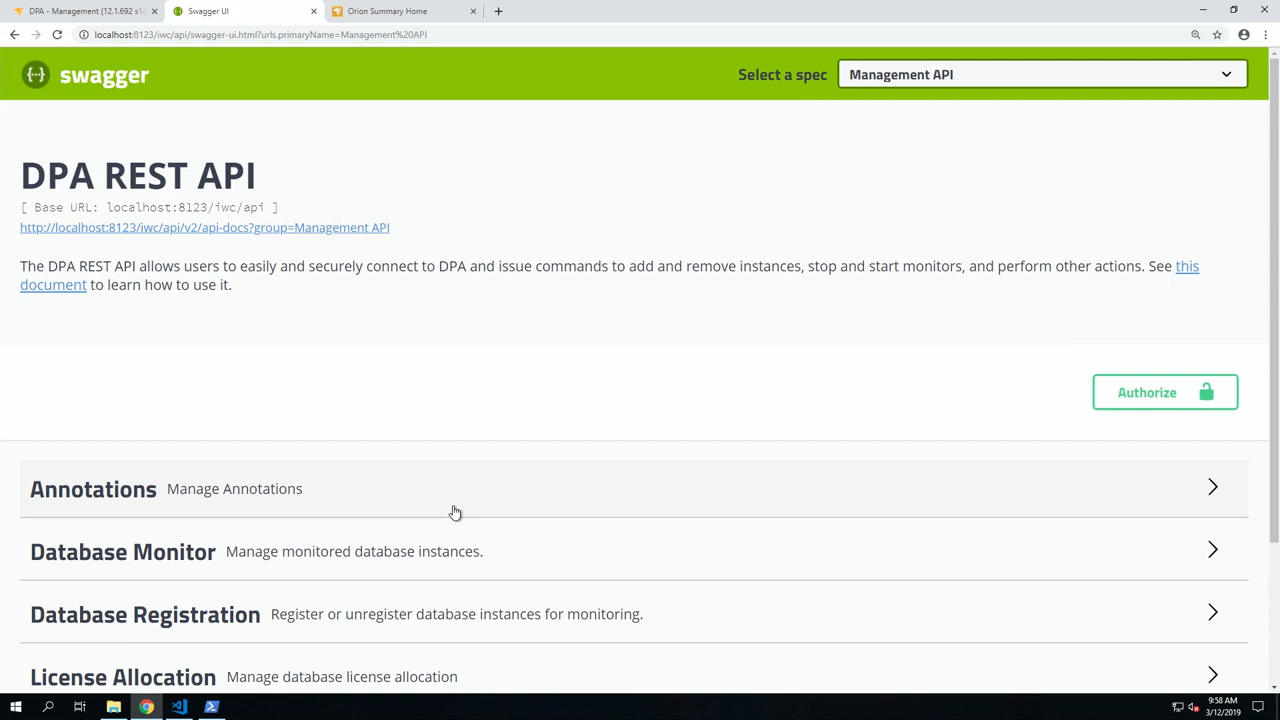 DPA - Management (12.1.692 s1
Swagger UI
Orion Summary Home
localhost:8123/iwc/api/swagger-ui.html?urls.primaryName=Management%20API
swagger
Select a spec
Management API
DPA REST API
[ Base URL: localhost:8123/iwc/api ]
http://localhost:8123/iwc/api/v2/api-docs?group=Management API
The DPA REST API allows users to easily and securely connect to DPA and issue commands to add and remove instances, stop and start monitors, and perform other actions. See this
document to learn how to use it.
Authorize
Annotations Manage Annotations
Database Monitor Manage monitored database instances.
Database Registration Register or unregister database instances for monitoring.
License Allocation Manage database license allocation
9:58 AM
3/12/2019